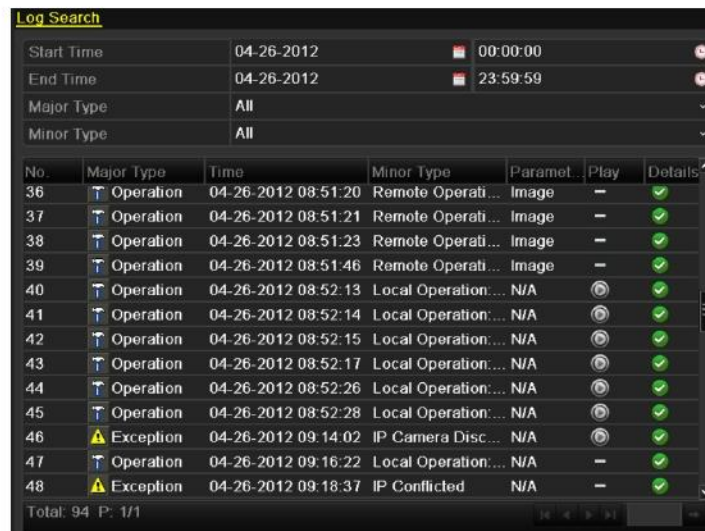 Log Search
Start Time 04-26-2012 00:00:00
End Time 04-26-2012 23:59:59
Major Type All
Minor Type All
No. Major Type Time Minor Type Paramet... Play Details
36 Operation 04-26-2012 08:51:20 Remote Operati... Image —
37 Operation 04-26-2012 08:51:21 Remote Operati... Image —
38 Operation 04-26-2012 08:51:23 Remote Operati... Image —
39 Operation 04-26-2012 08:51:46 Remote Operati... Image —
40 Operation 04-26-2012 08:52:13 Local Operation:... N/A
41 Operation 04-26-2012 08:52:14 Local Operation:... N/A
42 Operation 04-26-2012 08:52:15 Local Operation:... N/A
43 Operation 04-26-2012 08:52:17 Local Operation:... N/A
44 Operation 04-26-2012 08:52:26 Local Operation:... N/A
45 Operation 04-26-2012 08:52:28 Local Operation:... N/A
46 Exception 04-26-2012 09:14:02 IP Camera Disc... N/A
47 Operation 04-26-2012 09:16:22 Local Operation:... N/A —
48 Exception 04-26-2012 09:18:37 IP Conflicted N/A —
Total: 94 P: 1/1